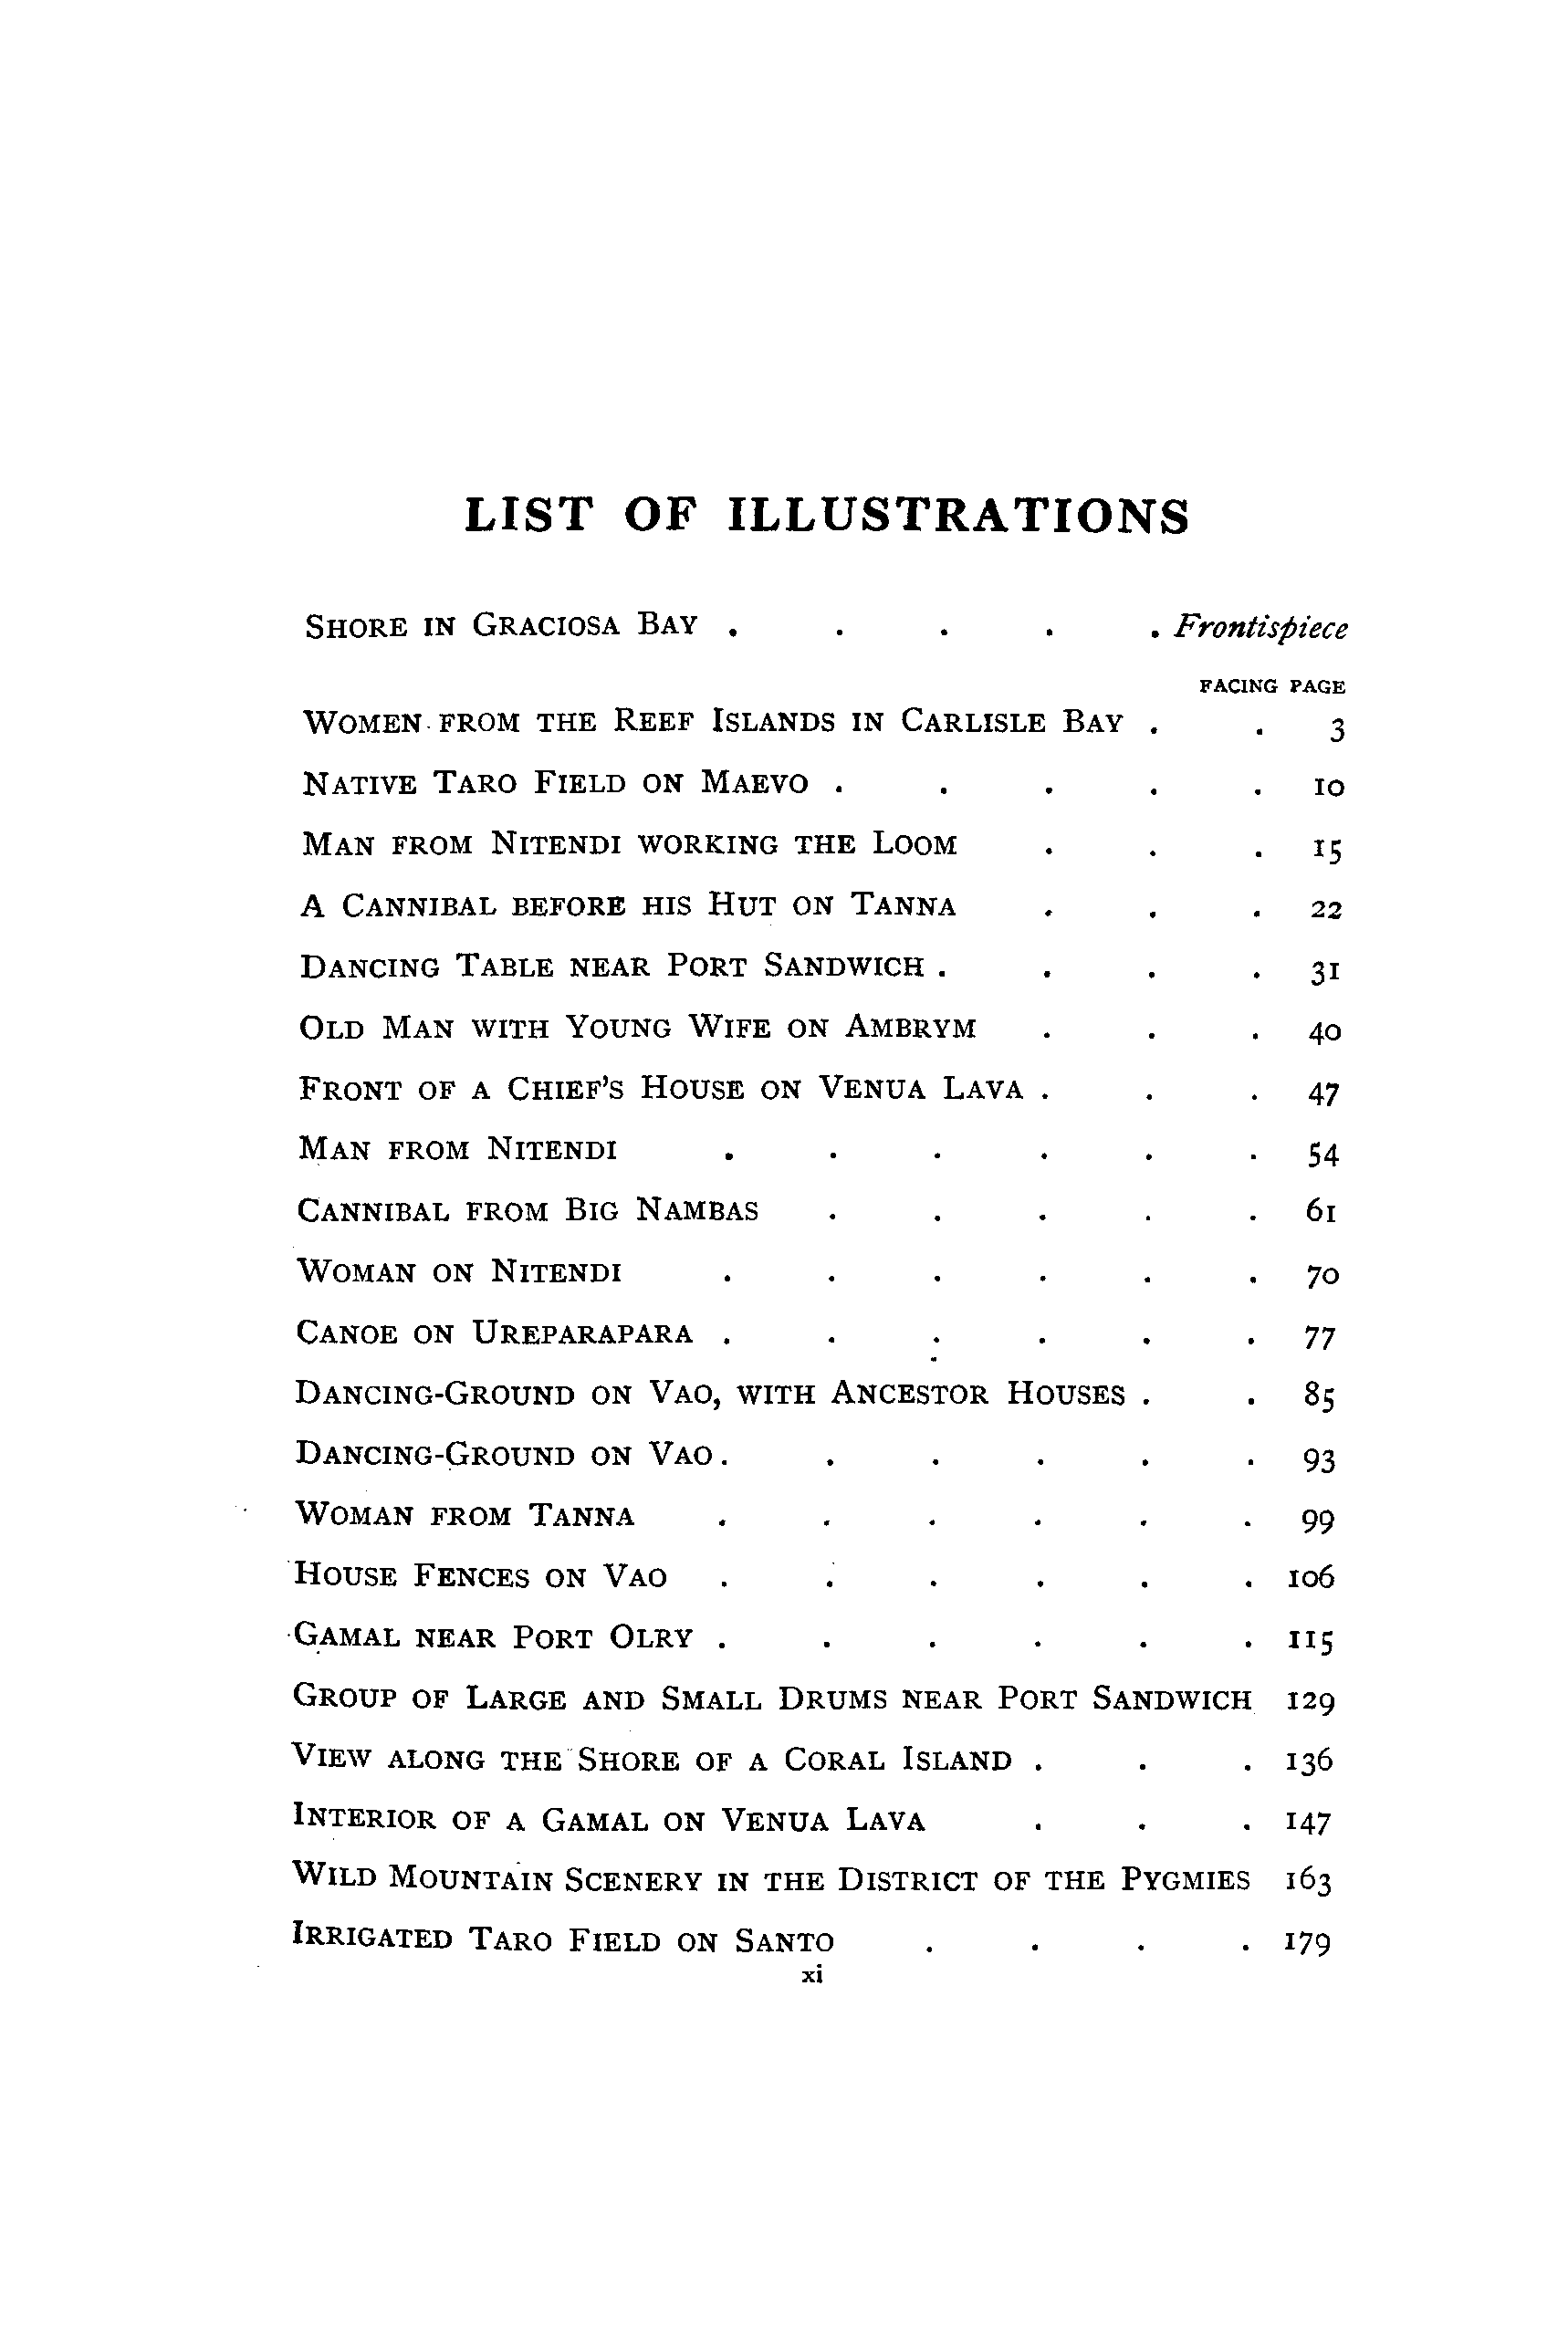 LIST OF ILLUSTRATIONS
SHORE IN GRACIOSA BAY . . . . . Frontispiece
FACING PAGE
WOMEN FROM THE REEF ISLANDS IN CARLISLE BAY . . 3
NATIVE TARO FIELD ON MAEVO . . . . . 10
MAN FROM NITENDI WORKING THE LOOM . . . 15
A CANNIBAL BEFORE HIS HUT ON TANNA . . . 22
DANCING TABLE NEAR PORT SANDWICH . . . . 31
OLD MAN WITH YOUNG WIFE ON AMBRYM . . . 40
FRONT OF A CHIEF'S HOUSE ON VENUA LAVA . . . 47
MAN FROM NITENDI . . . . . . 54
CANNIBAL FROM BIG NAMBAS . . . . . 61
WOMAN ON NITENDI . . . . . . 70
CANOE ON UREPARAPARA . . . . . . 77
DANCING-GROUND ON VAO, WITH ANCESTOR HOUSES . . 85
DANCING-GROUND ON VAO . . . . . . 93
WOMAN FROM TANNA . . . . . . 99
HOUSE FENCES ON VAO . . . . . . 106
GAMAL NEAR PORT OLRY . . . . . . 115
GROUP OF LARGE AND SMALL DRUMS NEAR PORT SANDWICH 129
VIEW ALONG THE SHORE OF A CORAL ISLAND . . . 136
INTERIOR OF A GAMAL ON VENUA LAVA . . . 147
WILD MOUNTAIN SCENERY IN THE DISTRICT OF THE PYGMIES 163
IRRIGATED TARO FIELD ON SANTO . . . . 179
xi